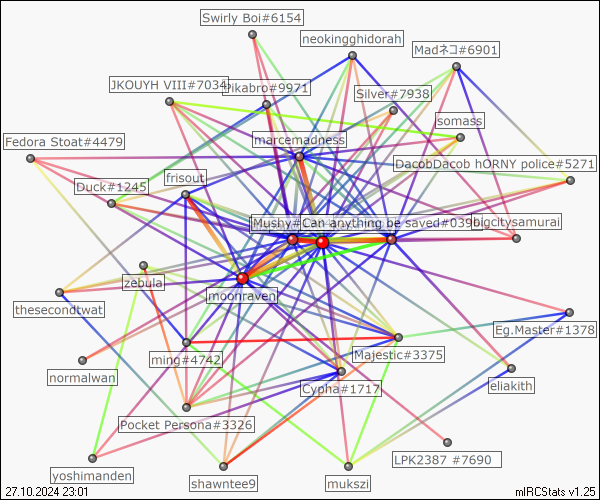 Swirly Boi#6154
neokingghidorah
Madネコ#6901
JKOUYH VIII#7034
Pikabro#9971
Silver#7938
somass
Fedora Stoat#4479
marcemadness
DacobDacob hORNY police#5271
frisout
Duck#1245
Mushy#
Can anything be saved#0390
bigcitysamurai
zebula
moonraven
thesecondtwat
Eg.Master#1378
ming#4742
Majestic#3375
normalwan
eliakith
Cypha#1717
Pocket Persona#3326
LPK2387 #7690
yoshimanden
shawntee9
mukszi
27.10.2024 23:01
mIRCStats v1.25